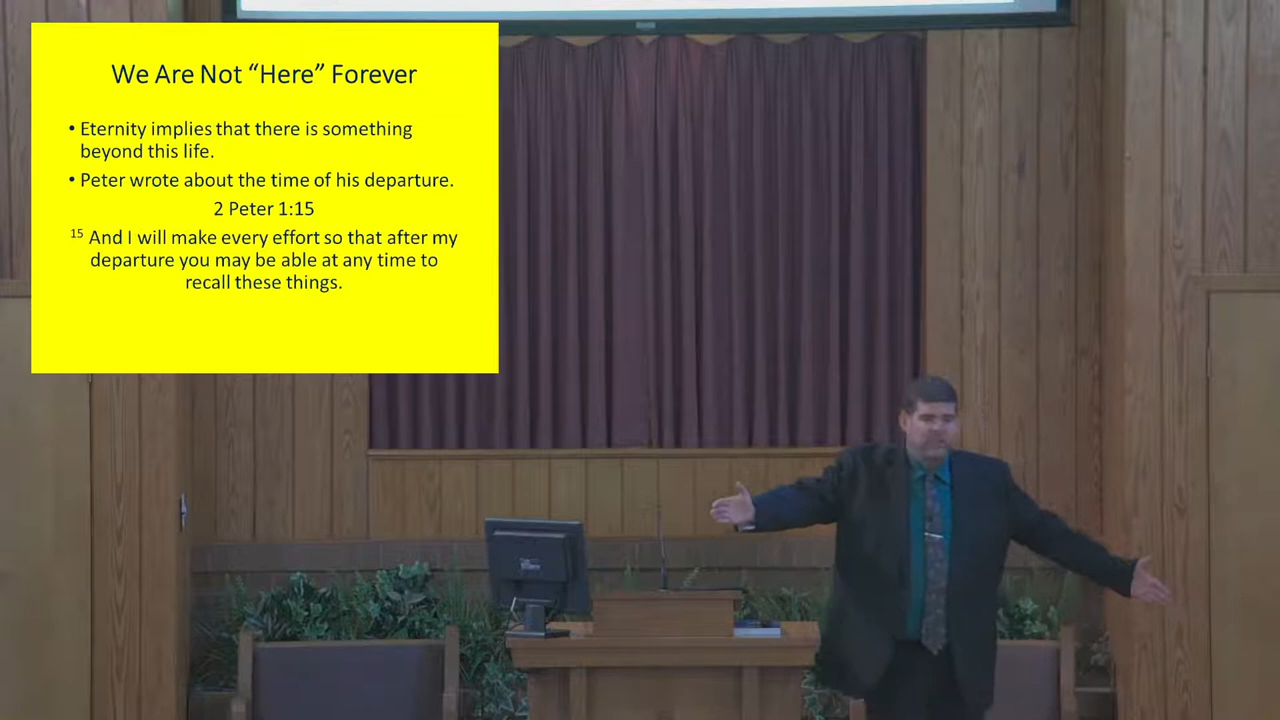 We Are Not “Here” Forever
• Eternity implies that there is something
beyond this life.
• Peter wrote about the time of his departure.
2 Peter 1:15
15 And I will make every effort so that after my
departure you may be able at any time to
recall these things.